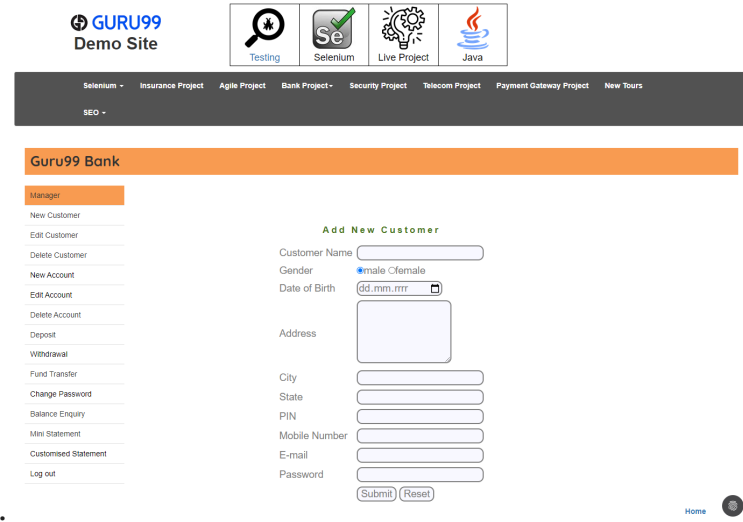 GURU99
Demo Site
Testing
Se
Selenium
Live Project
Java
Selenium Insurance Project Agile Project Bank Project Security Project Telecom Project Payment Gateway Project New Tours
SEO
Guru99 Bank
Manager
New Customer
Edit Customer
Delete Customer
New Account
Edit Account
Delete Account
Deposit
Withdrawal
Fund Transfer
Change Password
Balance Enquiry
Mini Statement
Customised Statement
Log out
Add New Customer
Customer Name
Gender male female
Date of Birth dd.mm.rrrr
Address
City
State
PIN
Mobile Number
E-mail
Password
Submit Reset
Home